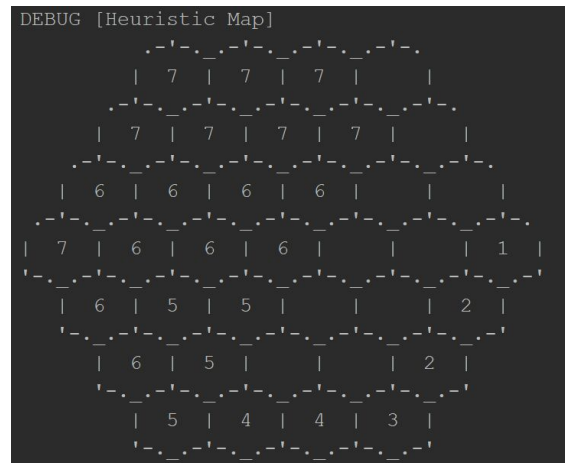 DEBUG [Heuristic Map]
            .-'-._.-'-._.-'-._.-'-.
           |   7   |   7   |   7   |       |
        .-'-._.-'-._.-'-._.-'-._.-'-.
       |   7   |   7   |   7   |   7   |       |
    .-'-._.-'-._.-'-._.-'-._.-'-._.-'-.
   |   6   |   6   |   6   |   6   |       |       |
.-'-._.-'-._.-'-._.-'-._.-'-._.-'-._.-'-.
|   7   |   6   |   6   |   6   |       |       |   1   |
'-._.-'-._.-'-._.-'-._.-'-._.-'-._.-'-._.-'
   |   6   |   5   |   5   |       |       |   2   |
   '-._.-'-._.-'-._.-'-._.-'-._.-'-._.-'
       |   6   |   5   |       |       |   2   |
       '-._.-'-._.-'-._.-'-._.-'-._.-'
           |   5   |   4   |   4   |   3   |
           '-._.-'-._.-'-._.-'-._.-'